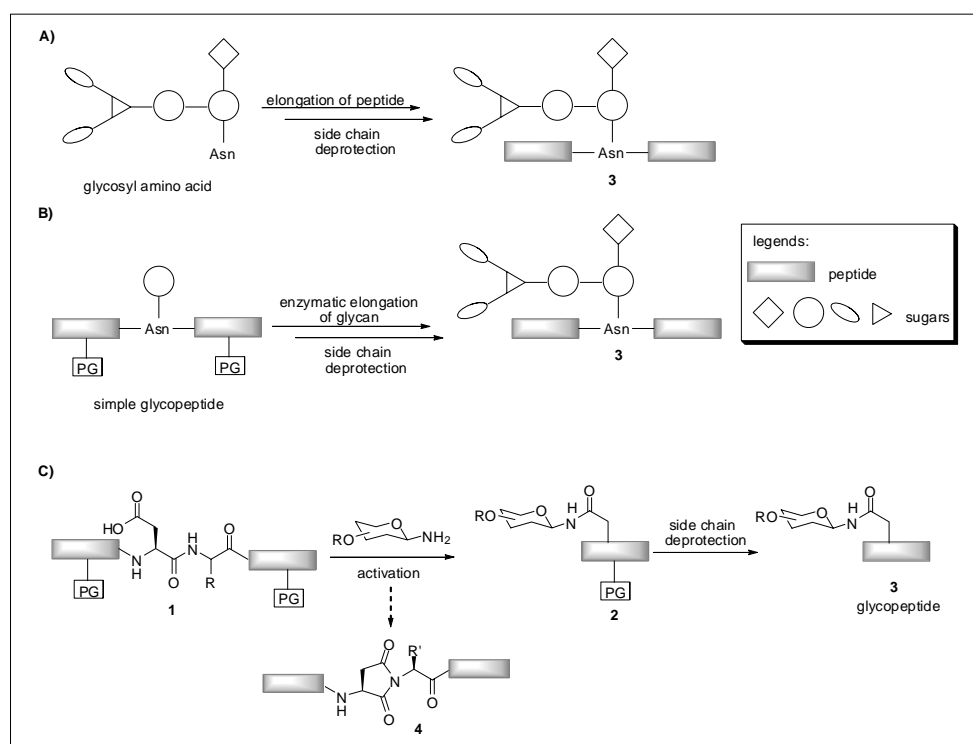 A)
elongation of peptide
side chain
deprotection
Asn
glycosyl amino acid
Asn
3
B)
Asn
PG
PG
simple glycopeptide
enzymatic elongation
of glycan
side chain
deprotection
Asn
3
legends:
peptide
sugars
C)
O
HO
H
N
O
N
H
O
R
PG
PG
1
O
RO
NH2
activation
O
O
RO
N
H
PG
2
side chain
deprotection
O
O
RO
N
H
3
glycopeptide
O
R'
N
N
H
O
O
4